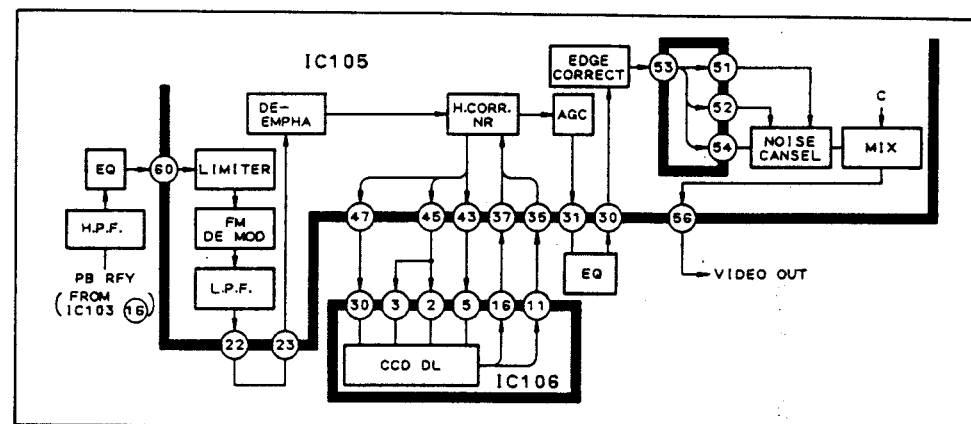 IC105
EDGE
CORRECT
53
51
52
54
C
NOISE
CANSEL
MIX
DE-
EMPHA
H.CORR.
NR
AGC
EQ
60
LIMITER
H.P.F.
FM
DE MOD
PB RFY
(FROM
IC103 16)
L.P.F.
47
45
43
37
35
31
30
56
EQ
VIDEO OUT
30
3
2
5
16
11
22
23
CCD DL
IC106